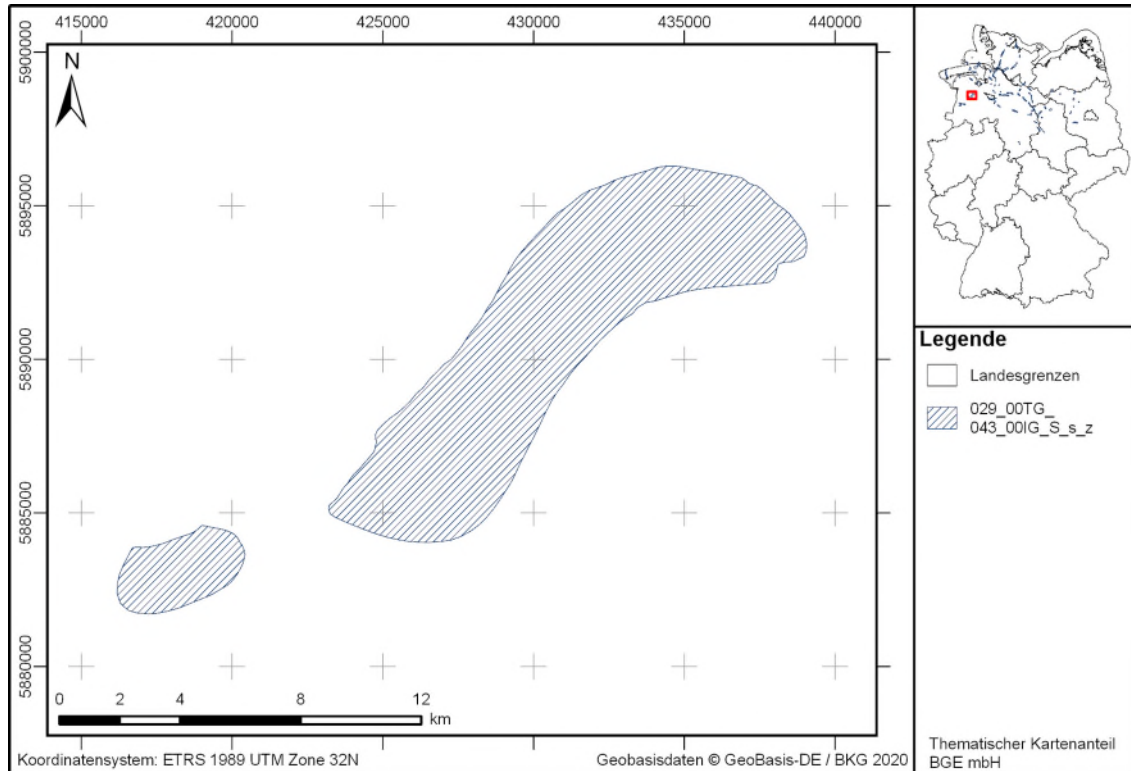 415000 420000 425000 430000 435000 440000
5900000
5895000
5890000
5885000
5880000
N
0 2 4 8 12
km
Koordinatensystem: ETRS 1989 UTM Zone 32N
Geobasisdaten © GeoBasis-DE / BKG 2020
Legende
Landesgrenzen
029_00TG_
043_00IG_S_s_z
Thematischer Kartenanteil
BGE mbH